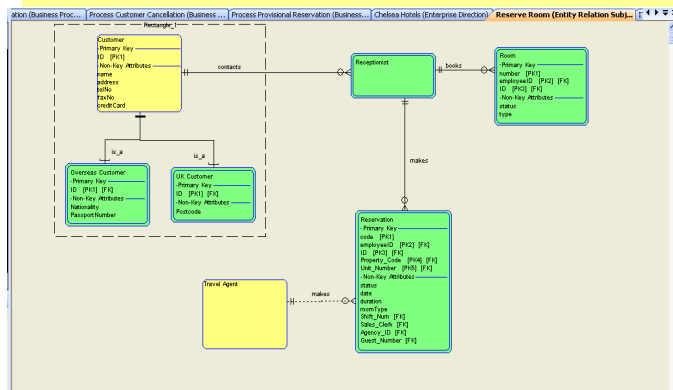 ation (Business Proc...
Process Customer Cancellation (Business ...
Process Provisional Reservation (Business...
Chelsea Hotels (Enterprise Direction)
Reserve Room (Entity Relation Subj...
Rectangle_1
Customer
-Primary Key
ID [PK1]
-Non-Key Attributes
name
address
telNo
faxNo
creditCard
contacts
Receptionist
books
Room
-Primary Key
number [PK1]
employeeID [PK2] [FK]
ID [PK3] [FK]
-Non-Key Attributes
status
type
is_a
is_a
Overseas Customer
-Primary Key
ID [PK1] [FK]
-Non-Key Attributes
Nationality
PassportNumber
UK Customer
-Primary Key
ID [PK1] [FK]
-Non-Key Attributes
Postcode
makes
Reservation
-Primary Key
code [PK1]
employeeID [PK2] [FK]
ID [PK3] [FK]
Property_Code [PK4] [FK]
Unit_Number [PK5] [FK]
-Non-Key Attributes
status
date
duration
roomType
Shift_Num [FK]
Sales_Clerk [FK]
Agency_ID [FK]
Guest_Number [FK]
Travel Agent
makes